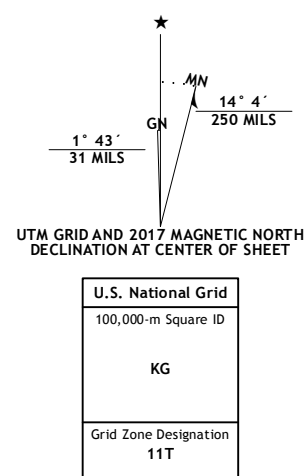 ★
MN
GN
14° 4´
250 MILS
1° 43´
31 MILS
UTM GRID AND 2017 MAGNETIC NORTH
DECLINATION AT CENTER OF SHEET
U.S. National Grid
100,000-m Square ID
KG
Grid Zone Designation
11T